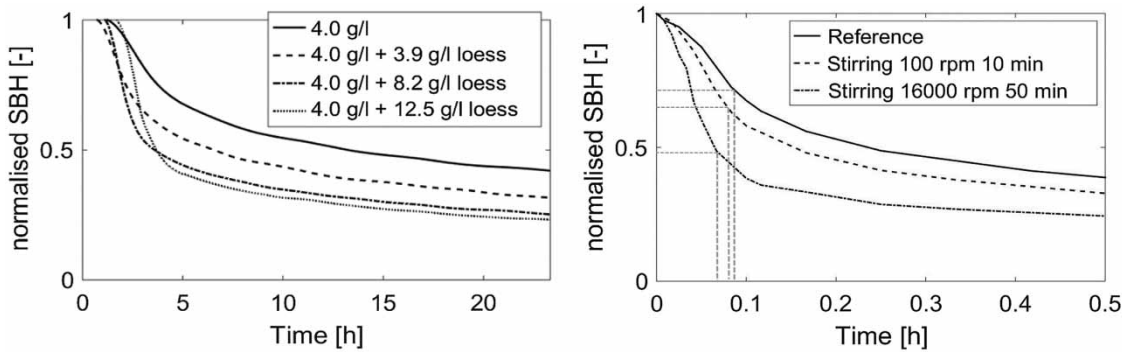 1
4.0 g/l
4.0 g/l + 3.9 g/l loess
4.0 g/l + 8.2 g/l loess
4.0 g/l + 12.5 g/l loess
normalised SBH [-]
0.5
0
0
5
10
15
20
Time [h]
1
Reference
Stirring 100 rpm 10 min
Stirring 16000 rpm 50 min
normalised SBH [-]
0.5
0
0
0.1
0.2
0.3
0.4
0.5
Time [h]